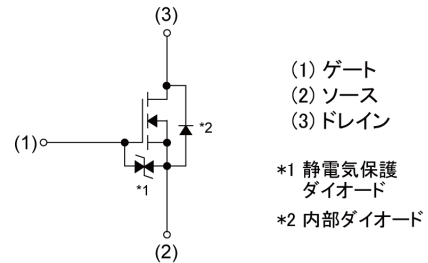 (3)
(1) ゲート
(2) ソース
(3) ドレイン
*2
(1)
*1
*1 静電気保護
ダイオード
*2 内部ダイオード
(2)